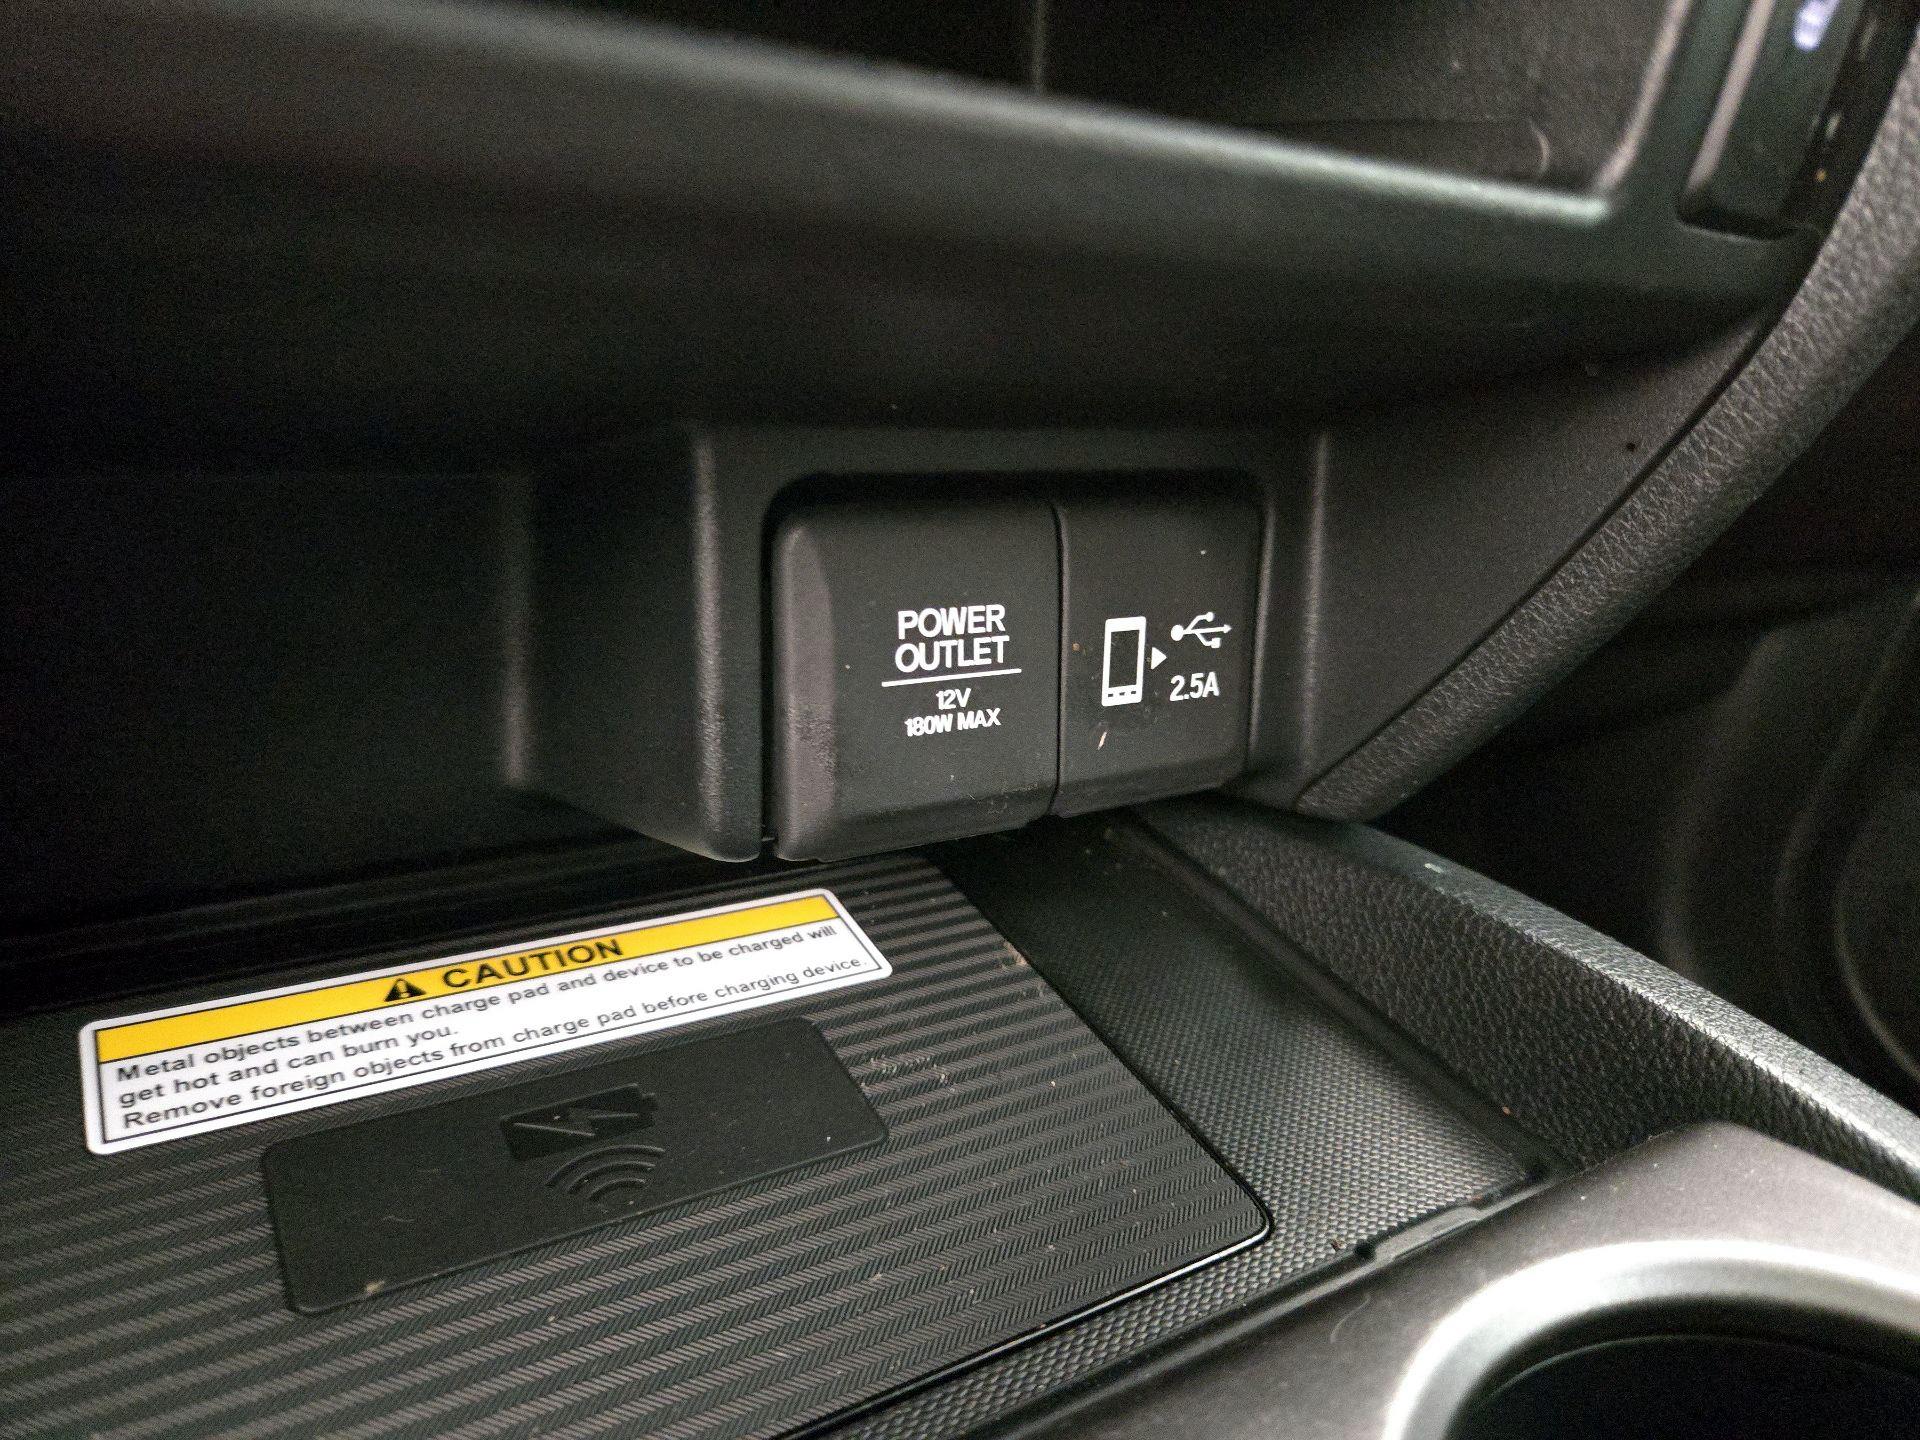 POWER
OUTLET
12V
180W MAX
2.5A
CAUTION
Metal objects between charge pad and device to be charged will
get hot and can burn you.
Remove foreign objects from charge pad before charging device.